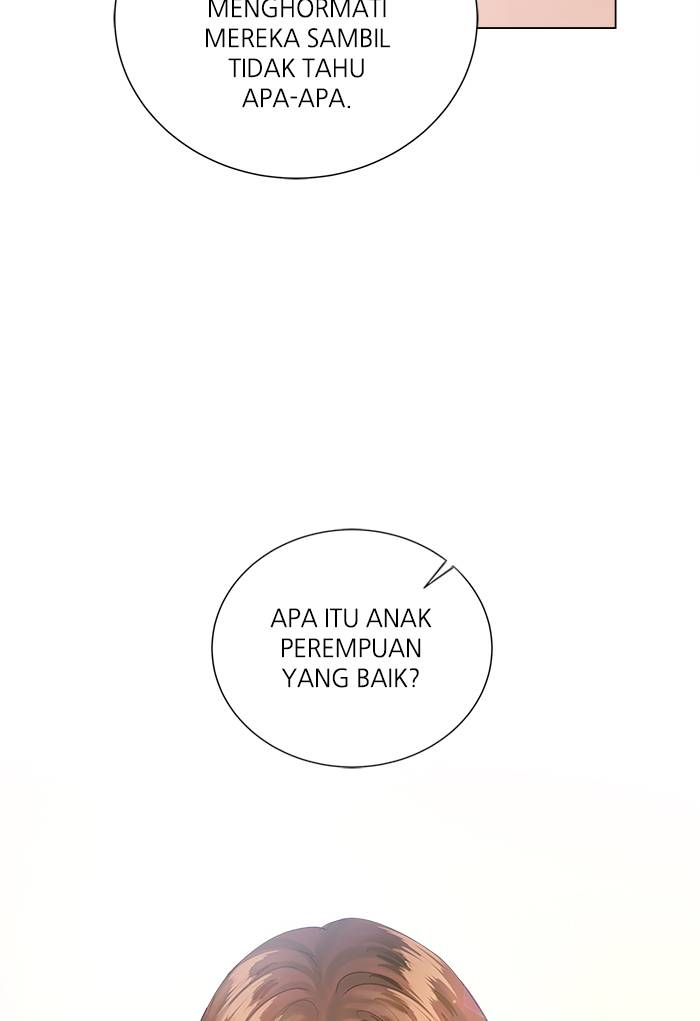 MENGHORMATI
MEREKA SAMBIL
TIDAK TAHU
APA-APA.
APA ITU ANAK
PEREMPUAN
YANG BAIK?